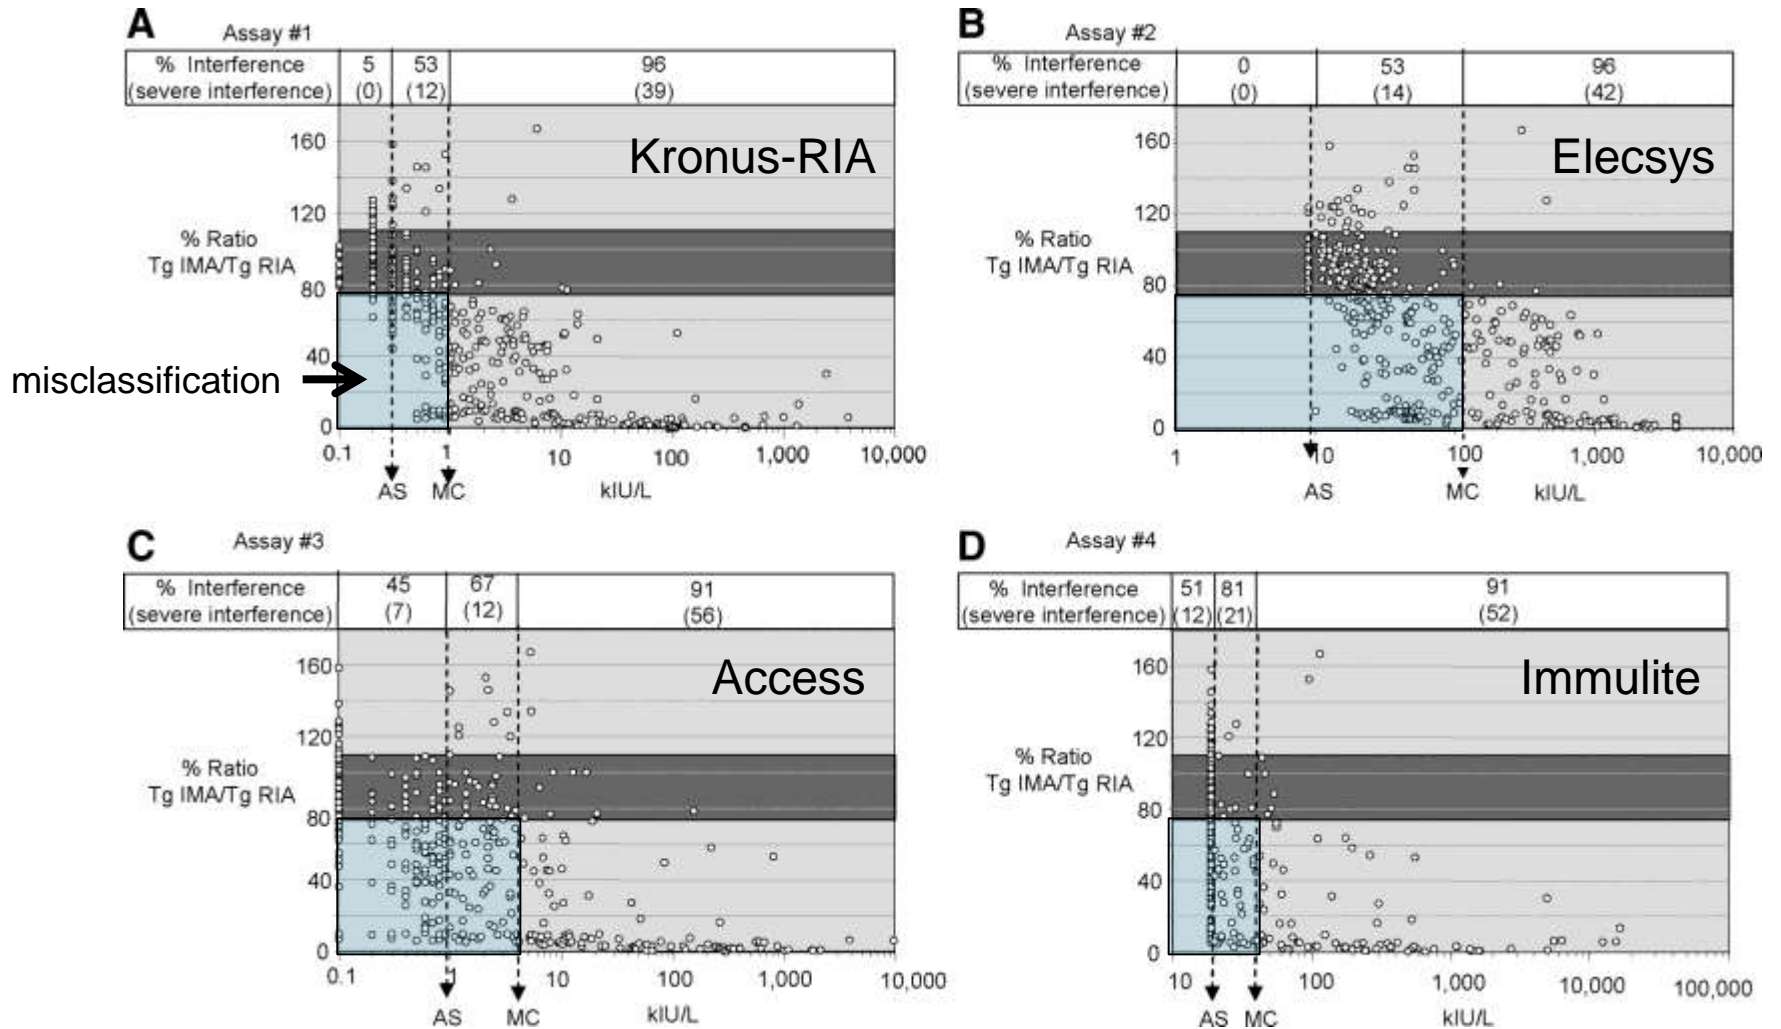 A
Assay #1
% Interference 5 53 96
(severe interference) (0) (12) (39)
Kronus-RIA
160
120
% Ratio
Tg IMA/Tg RIA
80
40
misclassification
0
0.1 1 10 100 1,000 10,000
AS MC kIU/L
B
Assay #2
% Interference 0 53 96
(severe interference) (0) (14) (42)
Elecsys
160
120
% Ratio
Tg IMA/Tg RIA
80
40
0
1 10 100 1,000 10,000
AS MC kIU/L
C
Assay #3
% Interference 45 67 91
(severe interference) (7) (12) (56)
Access
160
120
% Ratio
Tg IMA/Tg RIA
80
40
0
0.1 1 10 100 1,000 10,000
AS MC kIU/L
D
Assay #4
% Interference 51 81 91
(severe interference) (12) (21) (52)
Immulite
160
120
% Ratio
Tg IMA/Tg RIA
80
40
0
10 100 1,000 10,000 100,000
AS MC kIU/L